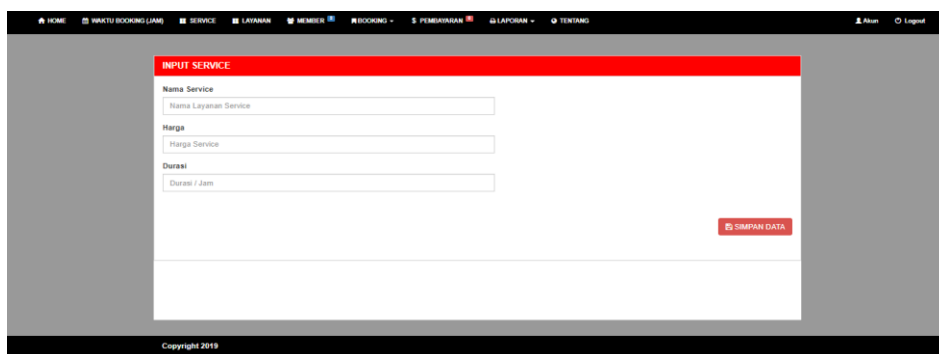 HOME WAKTU BOOKING (JAM) SERVICE LAYANAN MEMBER BOOKING PEMBAYARAN LAPORAN TENTANG Akun Logout
INPUT SERVICE
Nama Service
Nama Layanan Service
Harga
Harga Service
Durasi
Durasi / Jam
SIMPAN DATA
Copyright 2019